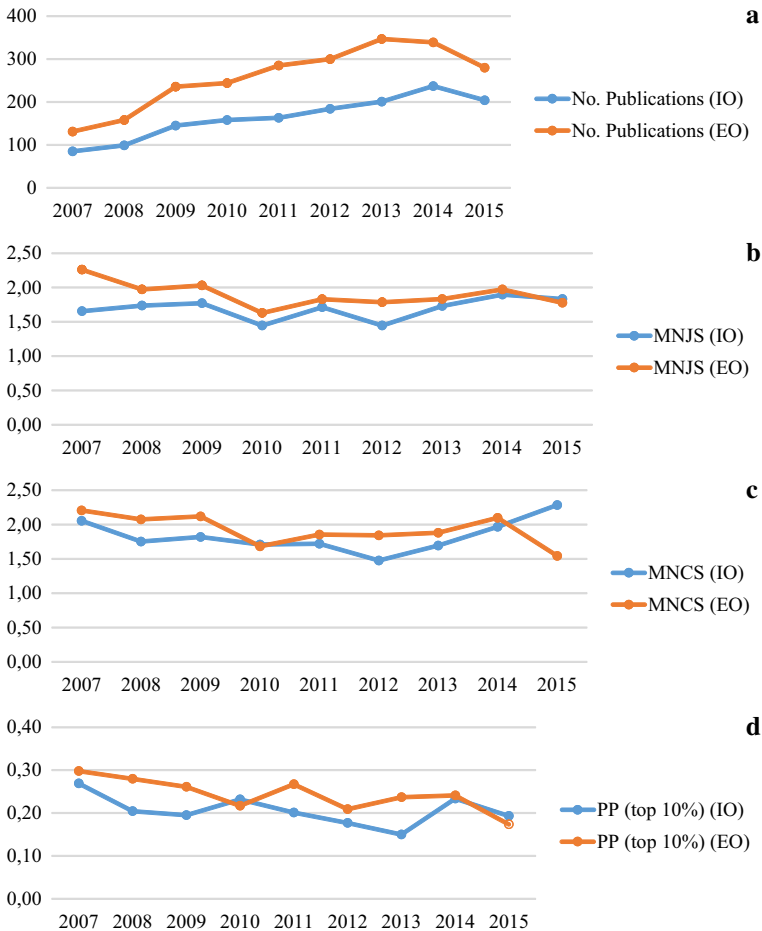 400
a
300
200
No. Publications (IO)
No. Publications (EO)
100
0
2007 2008 2009 2010 2011 2012 2013 2014 2015
2,50
b
2,00
1,50
MNJS (IO)
1,00
MNJS (EO)
0,50
0,00
2007 2008 2009 2010 2011 2012 2013 2014 2015
2,50
c
2,00
1,50
MNCS (IO)
1,00
MNCS (EO)
0,50
0,00
2007 2008 2009 2010 2011 2012 2013 2014 2015
0,40
d
0,30
0,20
PP (top 10%) (IO)
PP (top 10%) (EO)
0,10
0,00
2007 2008 2009 2010 2011 2012 2013 2014 2015